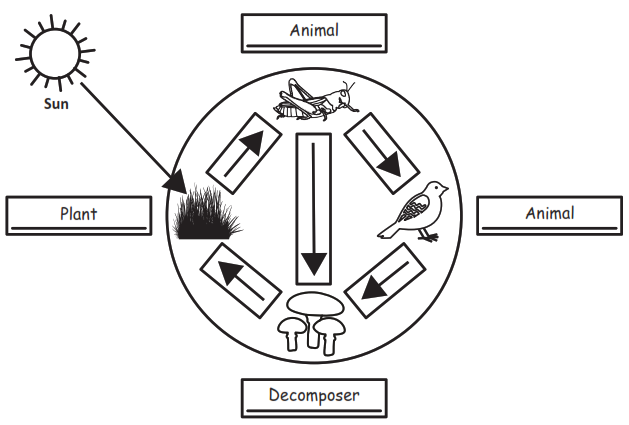 Animal
Sun
Plant
Animal
Decomposer